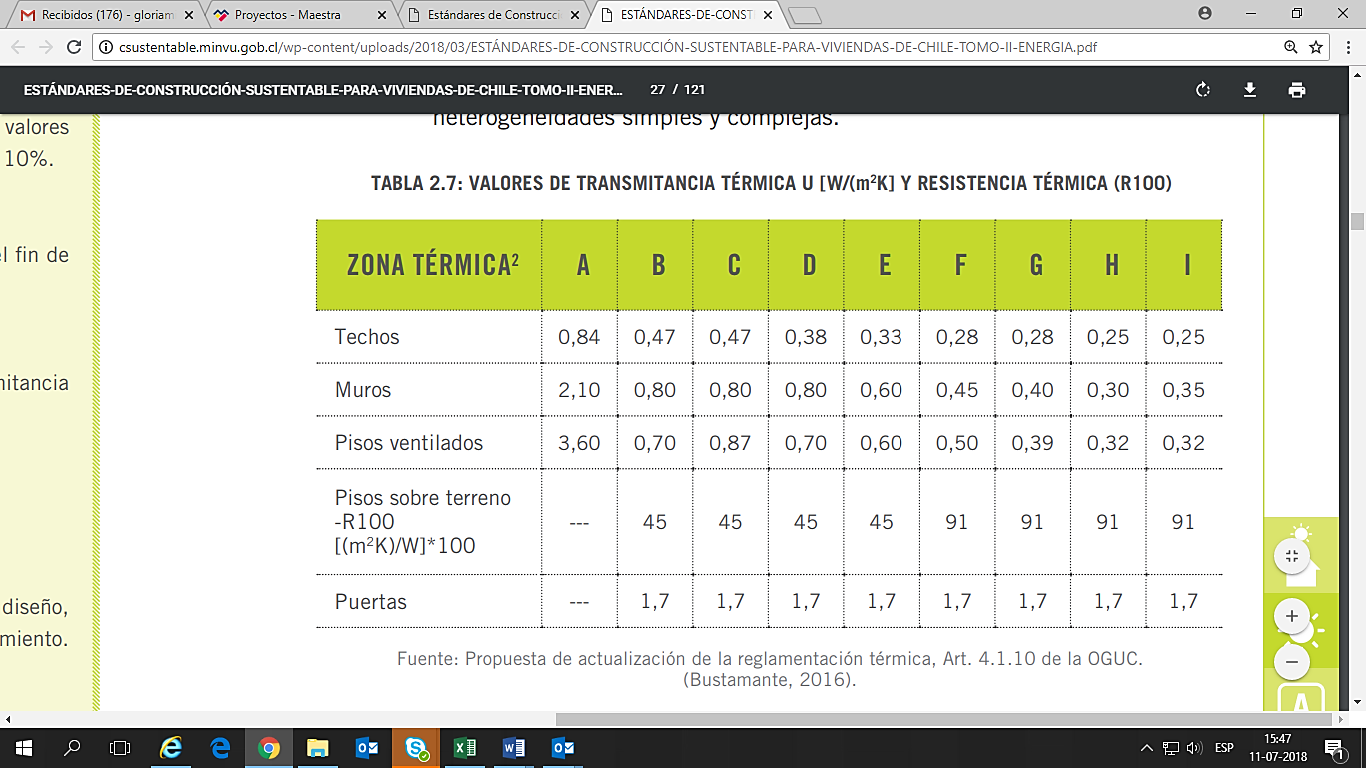 Recibidos (176) - gloriam
Proyectos - Maestra
Estándares de Construcci
ESTÁNDARES-DE-CONST
csustentable.minvu.gob.cl/wp-content/uploads/2018/03/ESTÁNDARES-DE-CONSTRUCCIÓN-SUSTENTABLE-PARA-VIVIENDAS-DE-CHILE-TOMO-II-ENERGIA.pdf
ESTÁNDARES-DE-CONSTRUCCIÓN-SUSTENTABLE-PARA-VIVIENDAS-DE-CHILE-TOMO-II-ENER... 27 / 121
valores
10%.
l fin de
nitancia
diseño,
miento.
heterogeneidades simples y complejas.
TABLA 2.7: VALORES DE TRANSMITANCIA TÉRMICA U [W/(m²K] Y RESISTENCIA TÉRMICA (R100)
ZONA TÉRMICA² A B C D E F G H I
Techos 0,84 0,47 0,47 0,38 0,33 0,28 0,28 0,25 0,25
Muros 2,10 0,80 0,80 0,80 0,60 0,45 0,40 0,30 0,35
Pisos ventilados 3,60 0,70 0,87 0,70 0,60 0,50 0,39 0,32 0,32
Pisos sobre terreno
-R100 --- 45 45 45 45 91 91 91 91
[(m²K)/W]*100
Puertas --- 1,7 1,7 1,7 1,7 1,7 1,7 1,7 1,7
Fuente: Propuesta de actualización de la reglamentación térmica, Art. 4.1.10 de la OGUC.
(Bustamante, 2016).
A
ESP
15:47
11-07-2018
1